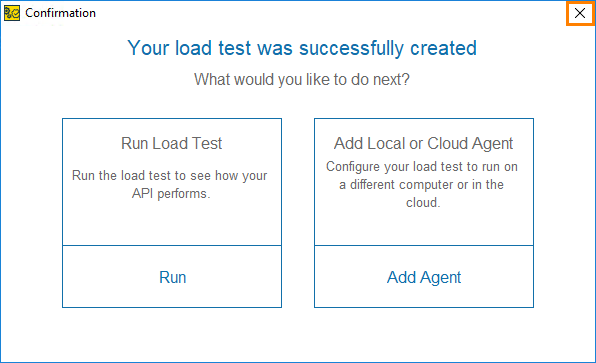 Confirmation
Your load test was successfully created
What would you like to do next?
Run Load Test
Run the load test to see how your
API performs.
Run
Add Local or Cloud Agent
Configure your load test to run on
a different computer or in the
cloud.
Add Agent